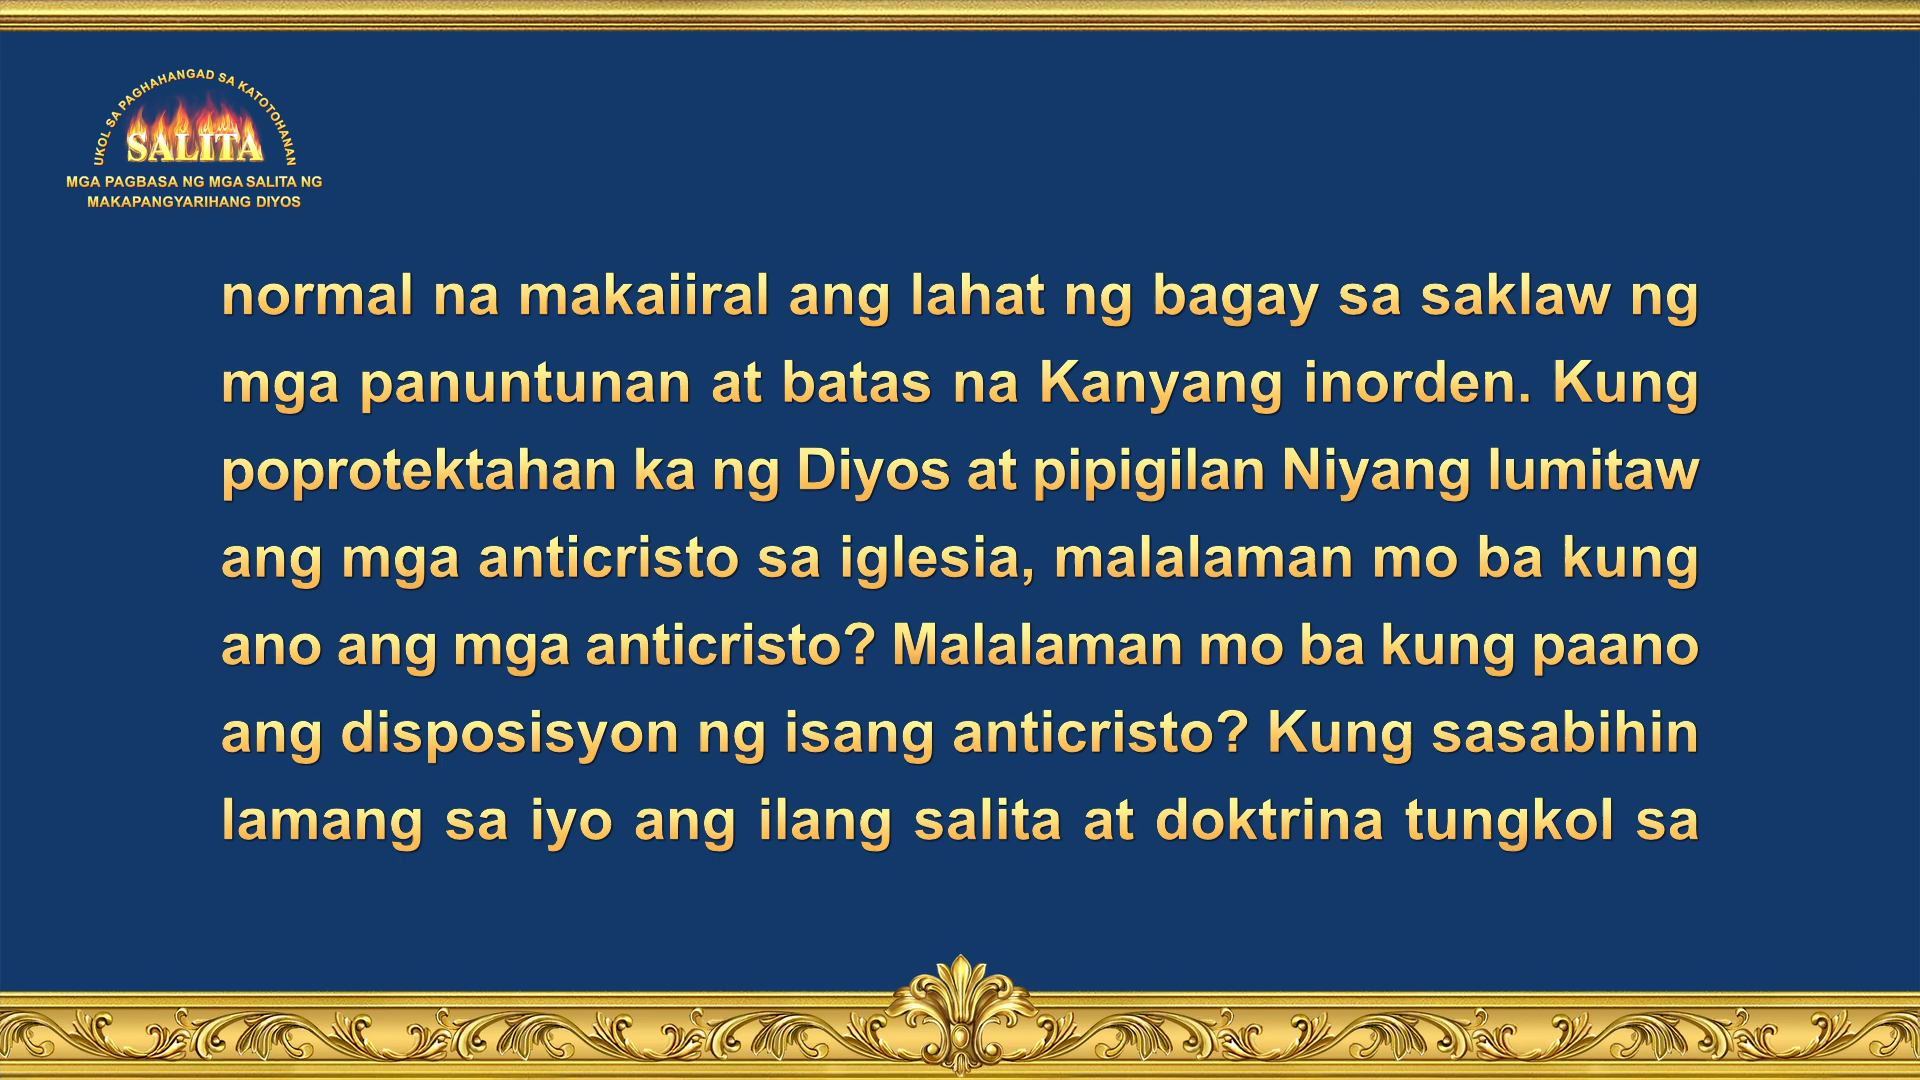 UKOL SA PAGHAHANGAD SA KATOTOHANAN
SALITA
MGA PAGBASA NG MGA SALITA NG
MAKAPANGYARIHANG DIYOS
normal na makaiiral ang lahat ng bagay sa saklaw ng
mga panuntunan at batas na Kanyang inorden. Kung
poprotektahan ka ng Diyos at pipigilan Niyang lumitaw
ang mga anticristo sa iglesia, malalaman mo ba kung
ano ang mga anticristo? Malalaman mo ba kung paano
ang disposisyon ng isang anticristo? Kung sasabihin
lamang sa iyo ang ilang salita at doktrina tungkol sa